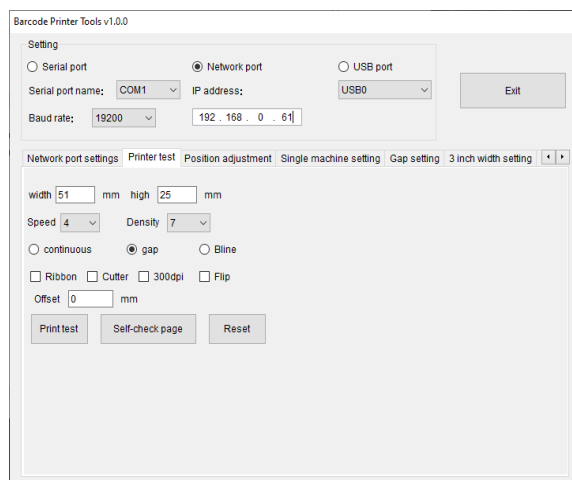 Barcode Printer Tools v1.0.0
Setting
Serial port Network port USB port
Serial port name: COM1 IP address: USB0 Exit
Baud rate: 19200 192 . 168 . 0 . 61
Network port settings Printer test Position adjustment Single machine setting Gap setting 3 inch width setting
width 51 mm high 25 mm
Speed 4 Density 7
continuous gap Bline
Ribbon Cutter 300dpi Flip
Offset 0 mm
Print test Self-check page Reset